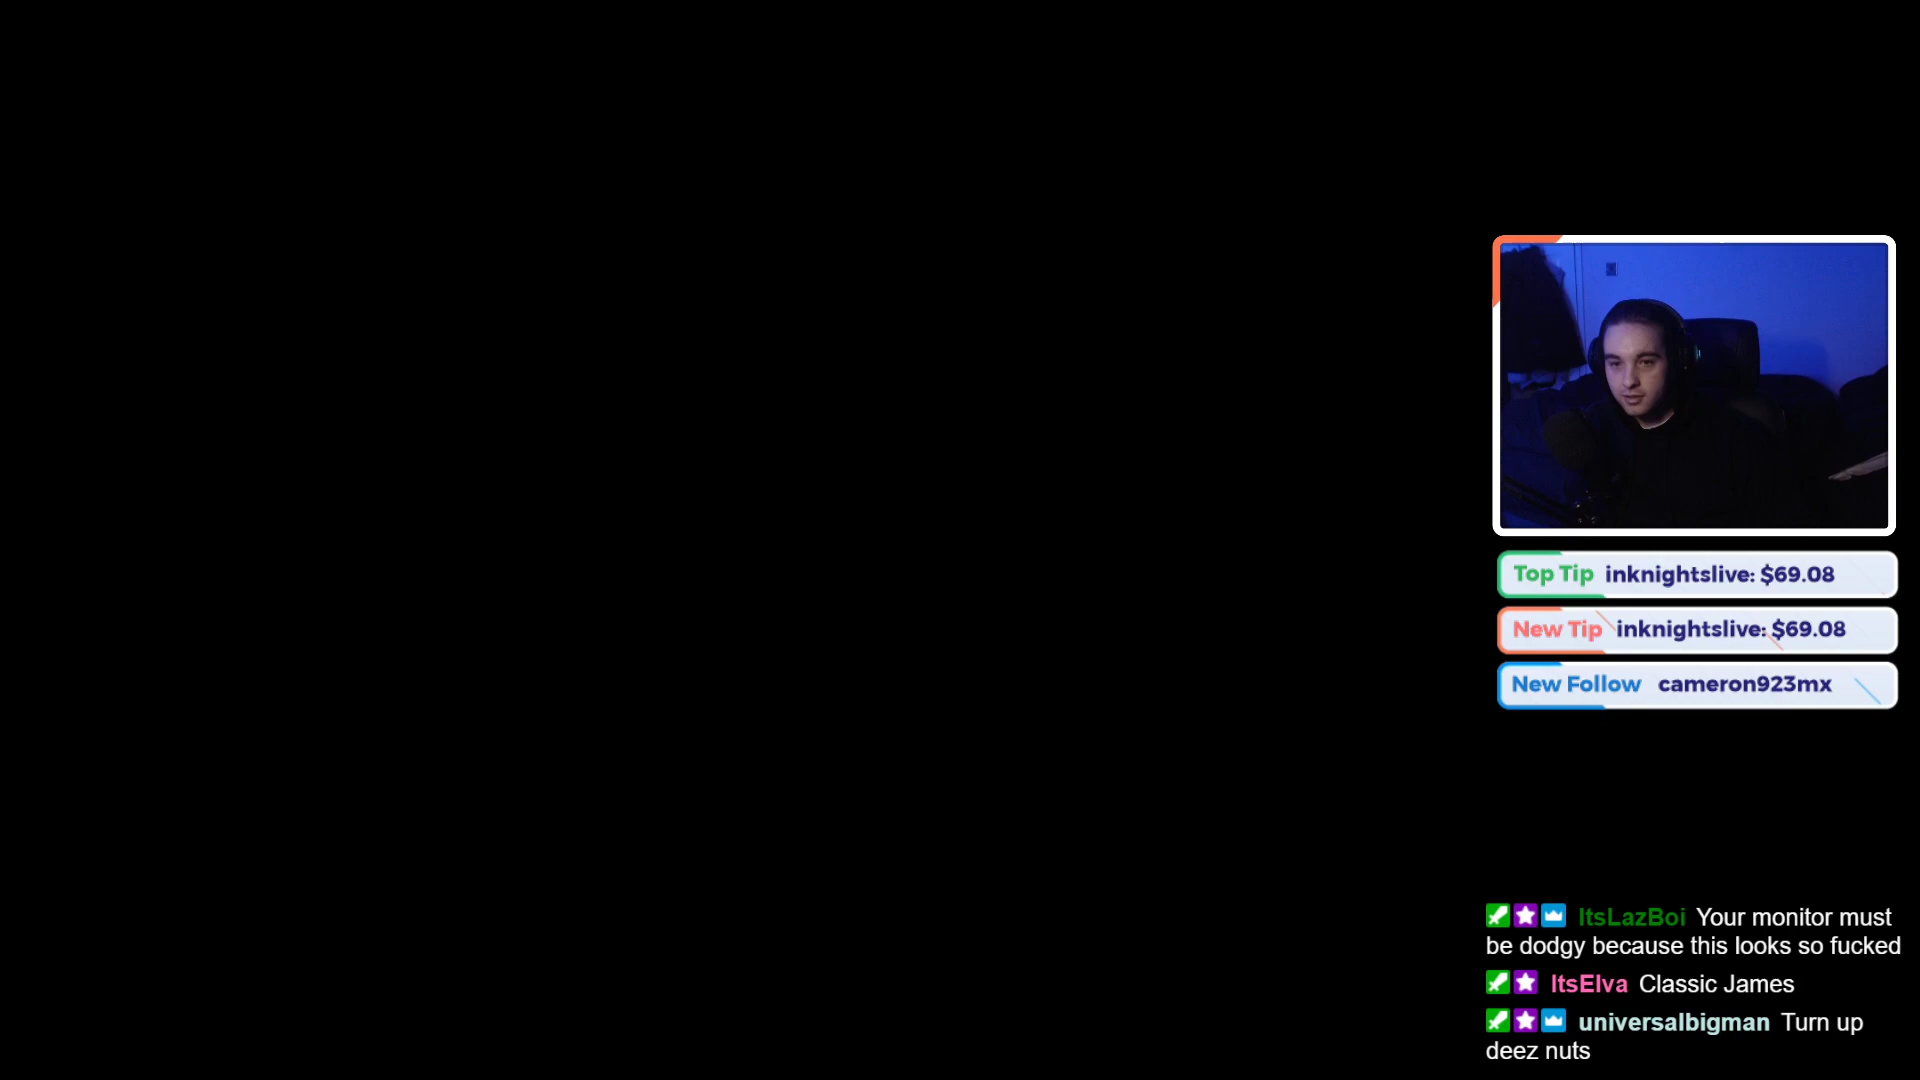 Top Tip inknightslive: $69.08
New Tip inknightslive: $69.08
New Follow cameron923mx
ItsLazBoi Your monitor must
be dodgy because this looks so fucked
ItsElva Classic James
universalbigman Turn up
deez nuts